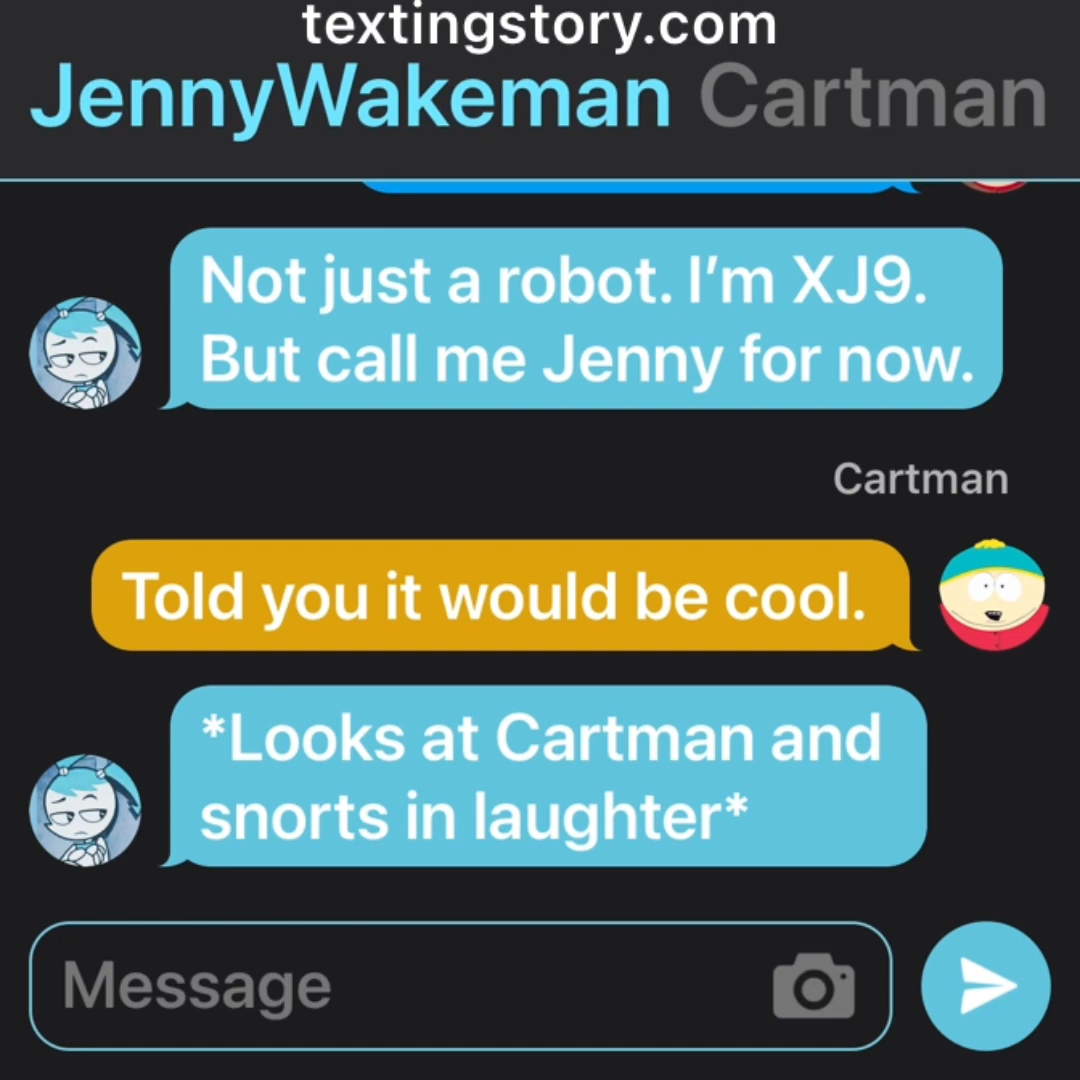 textingstory.com
JennyWakeman Cartman
Not just a robot. I’m XJ9.
But call me Jenny for now.
Cartman
Told you it would be cool.
*Looks at Cartman and
snorts in laughter*
Message